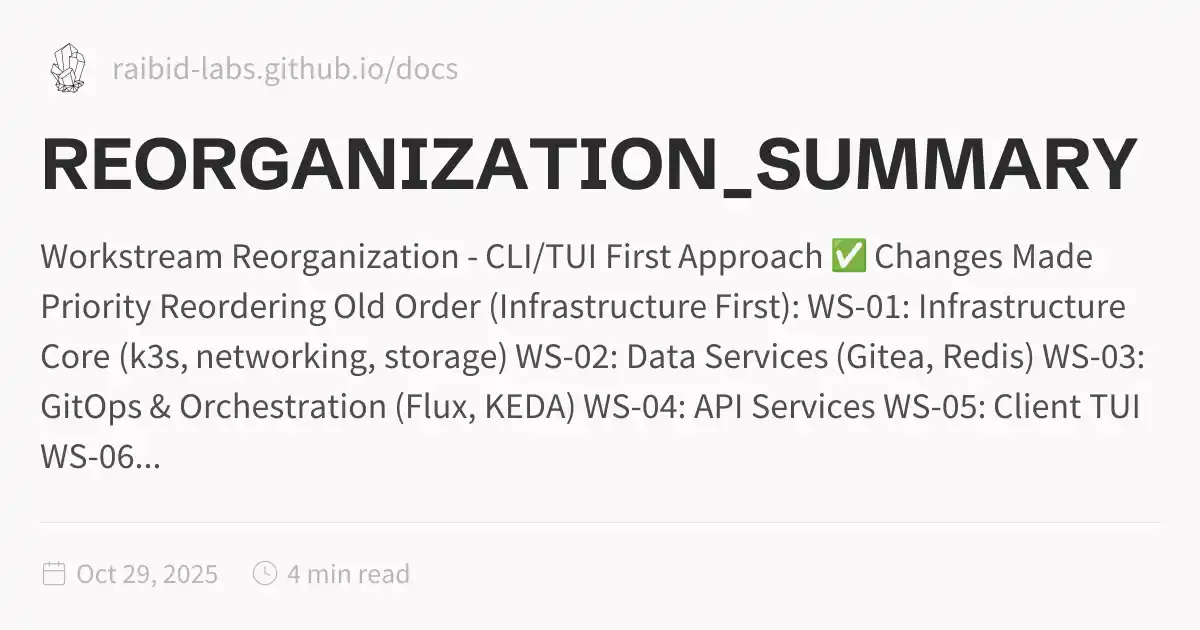 raibid-labs.github.io/docs
REORGANIZATION_SUMMARY
Workstream Reorganization - CLI/TUI First Approach ✅ Changes Made
Priority Reordering Old Order (Infrastructure First): WS-01: Infrastructure
Core (k3s, networking, storage) WS-02: Data Services (Gitea, Redis) WS-03:
GitOps & Orchestration (Flux, KEDA) WS-04: API Services WS-05: Client TUI
WS-06...
Oct 29, 2025 4 min read